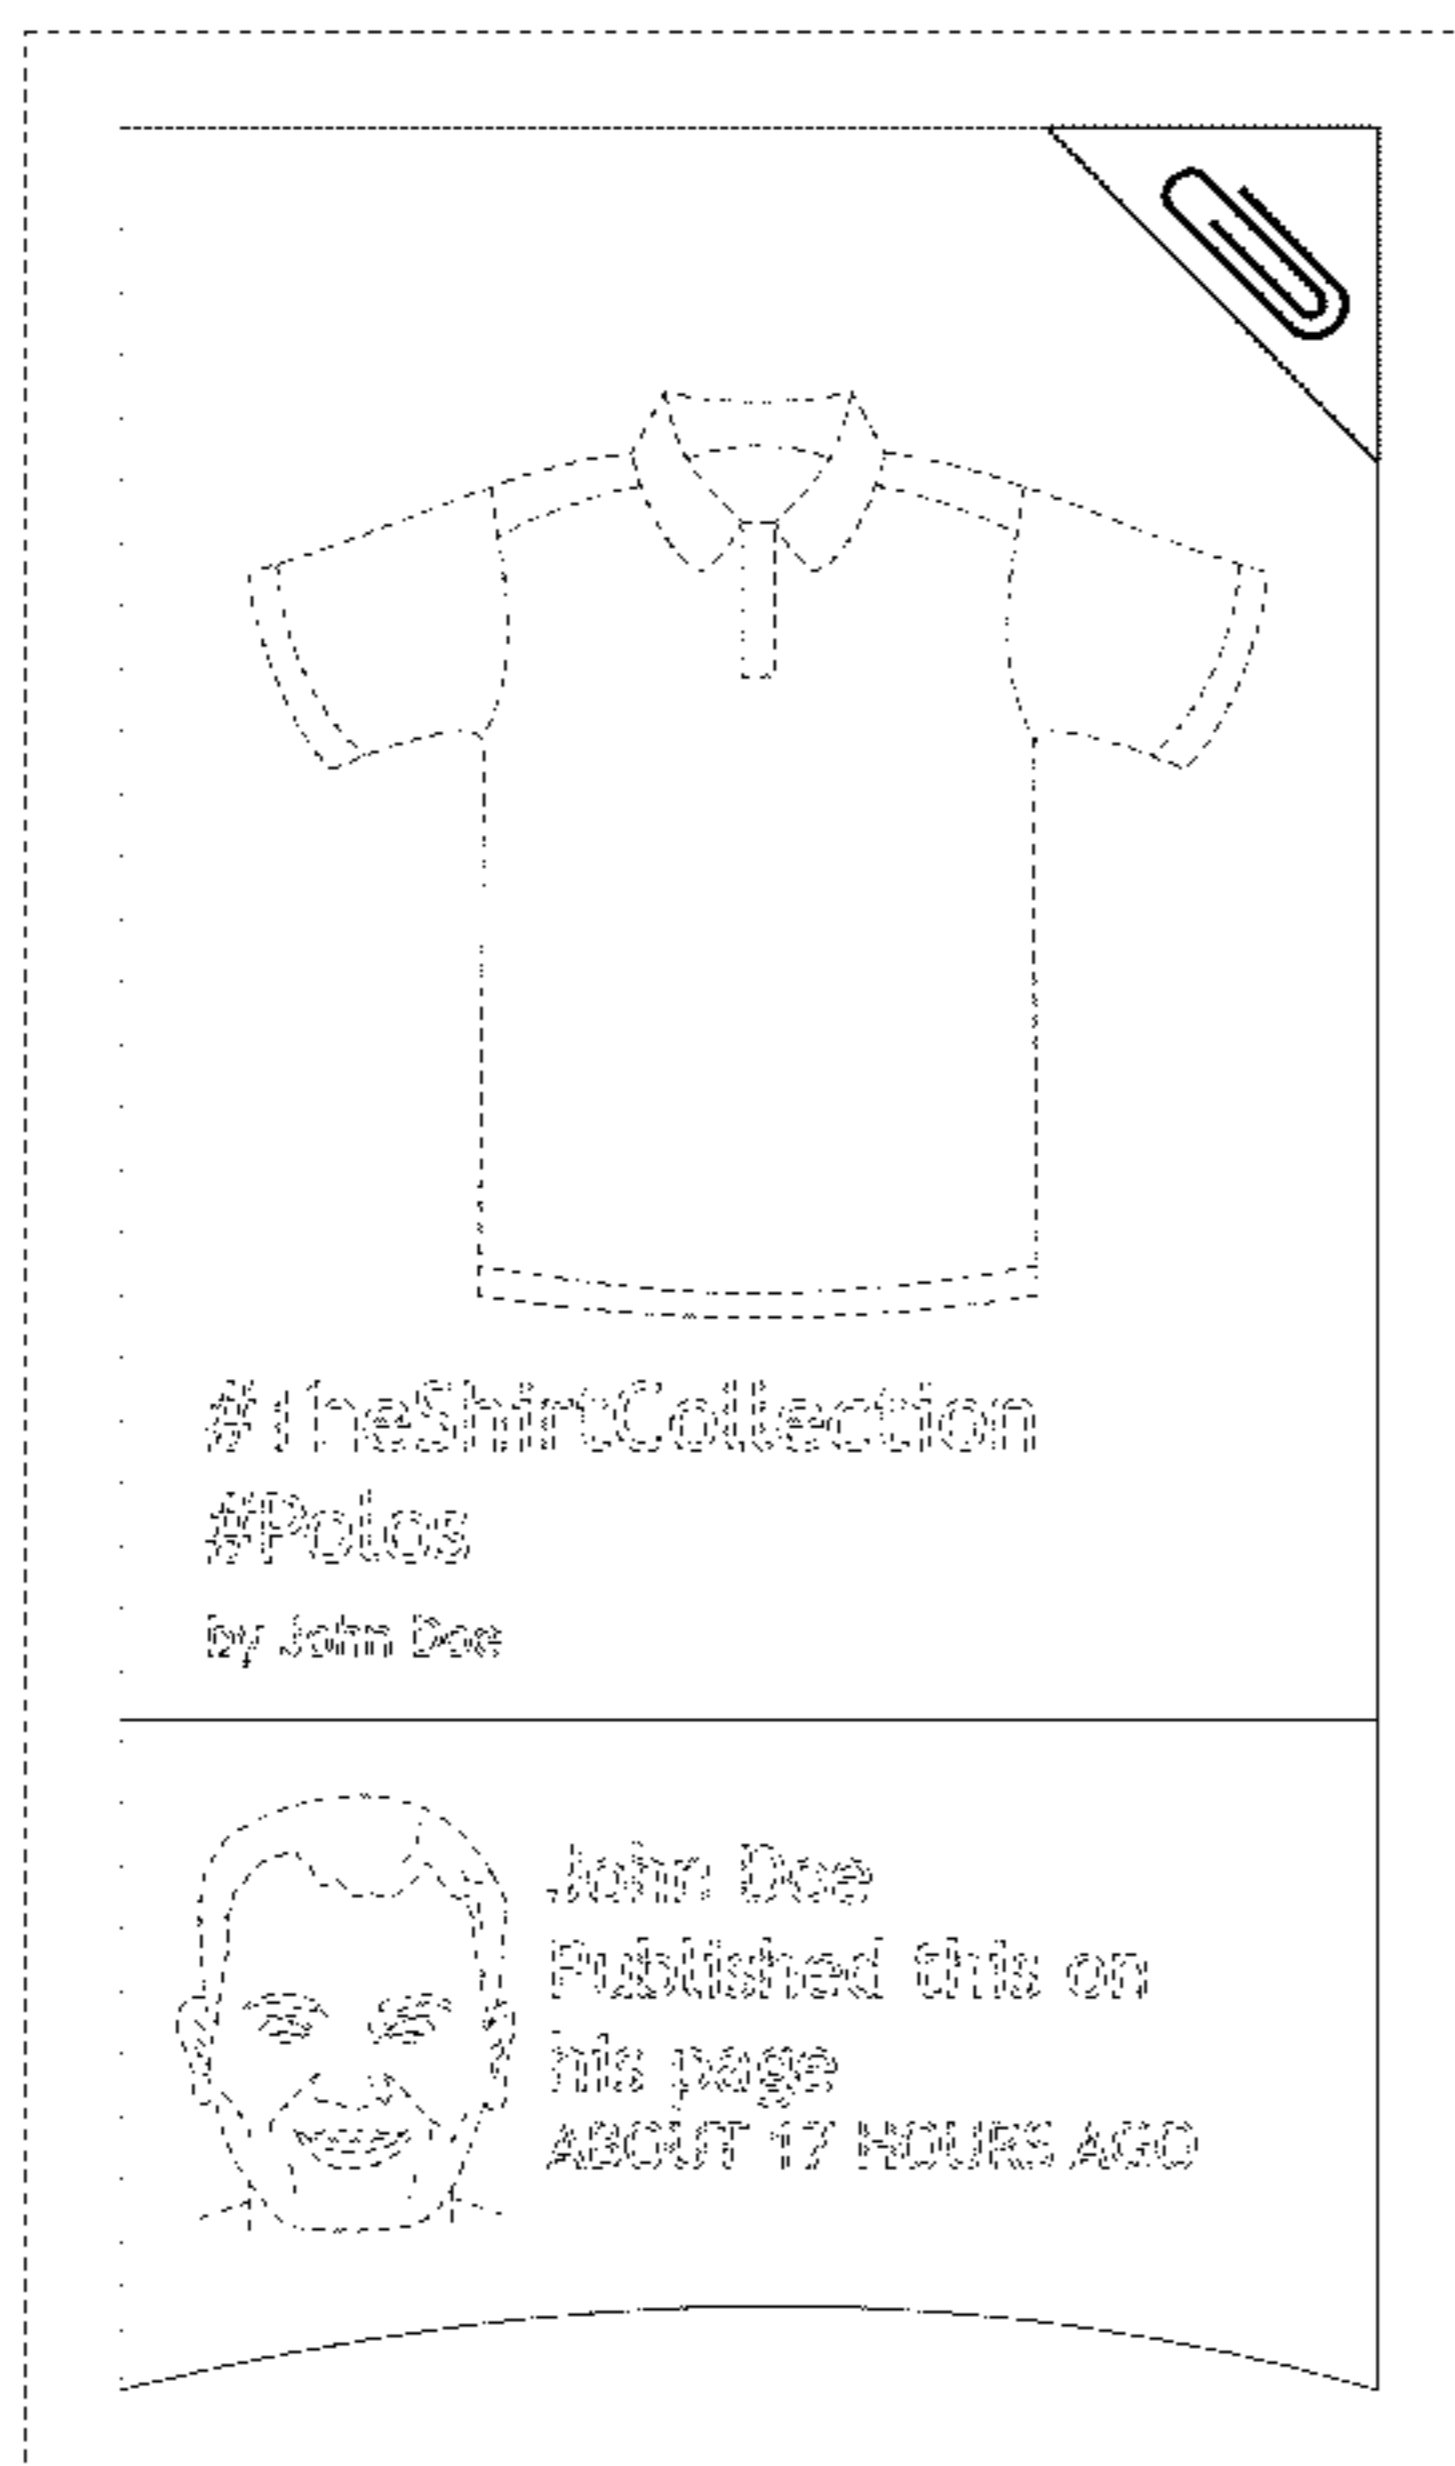 #TheShirtCollection
#Polos
by John Doe
John Doe
Published this on
his page
ABOUT 17 HOURS AGO